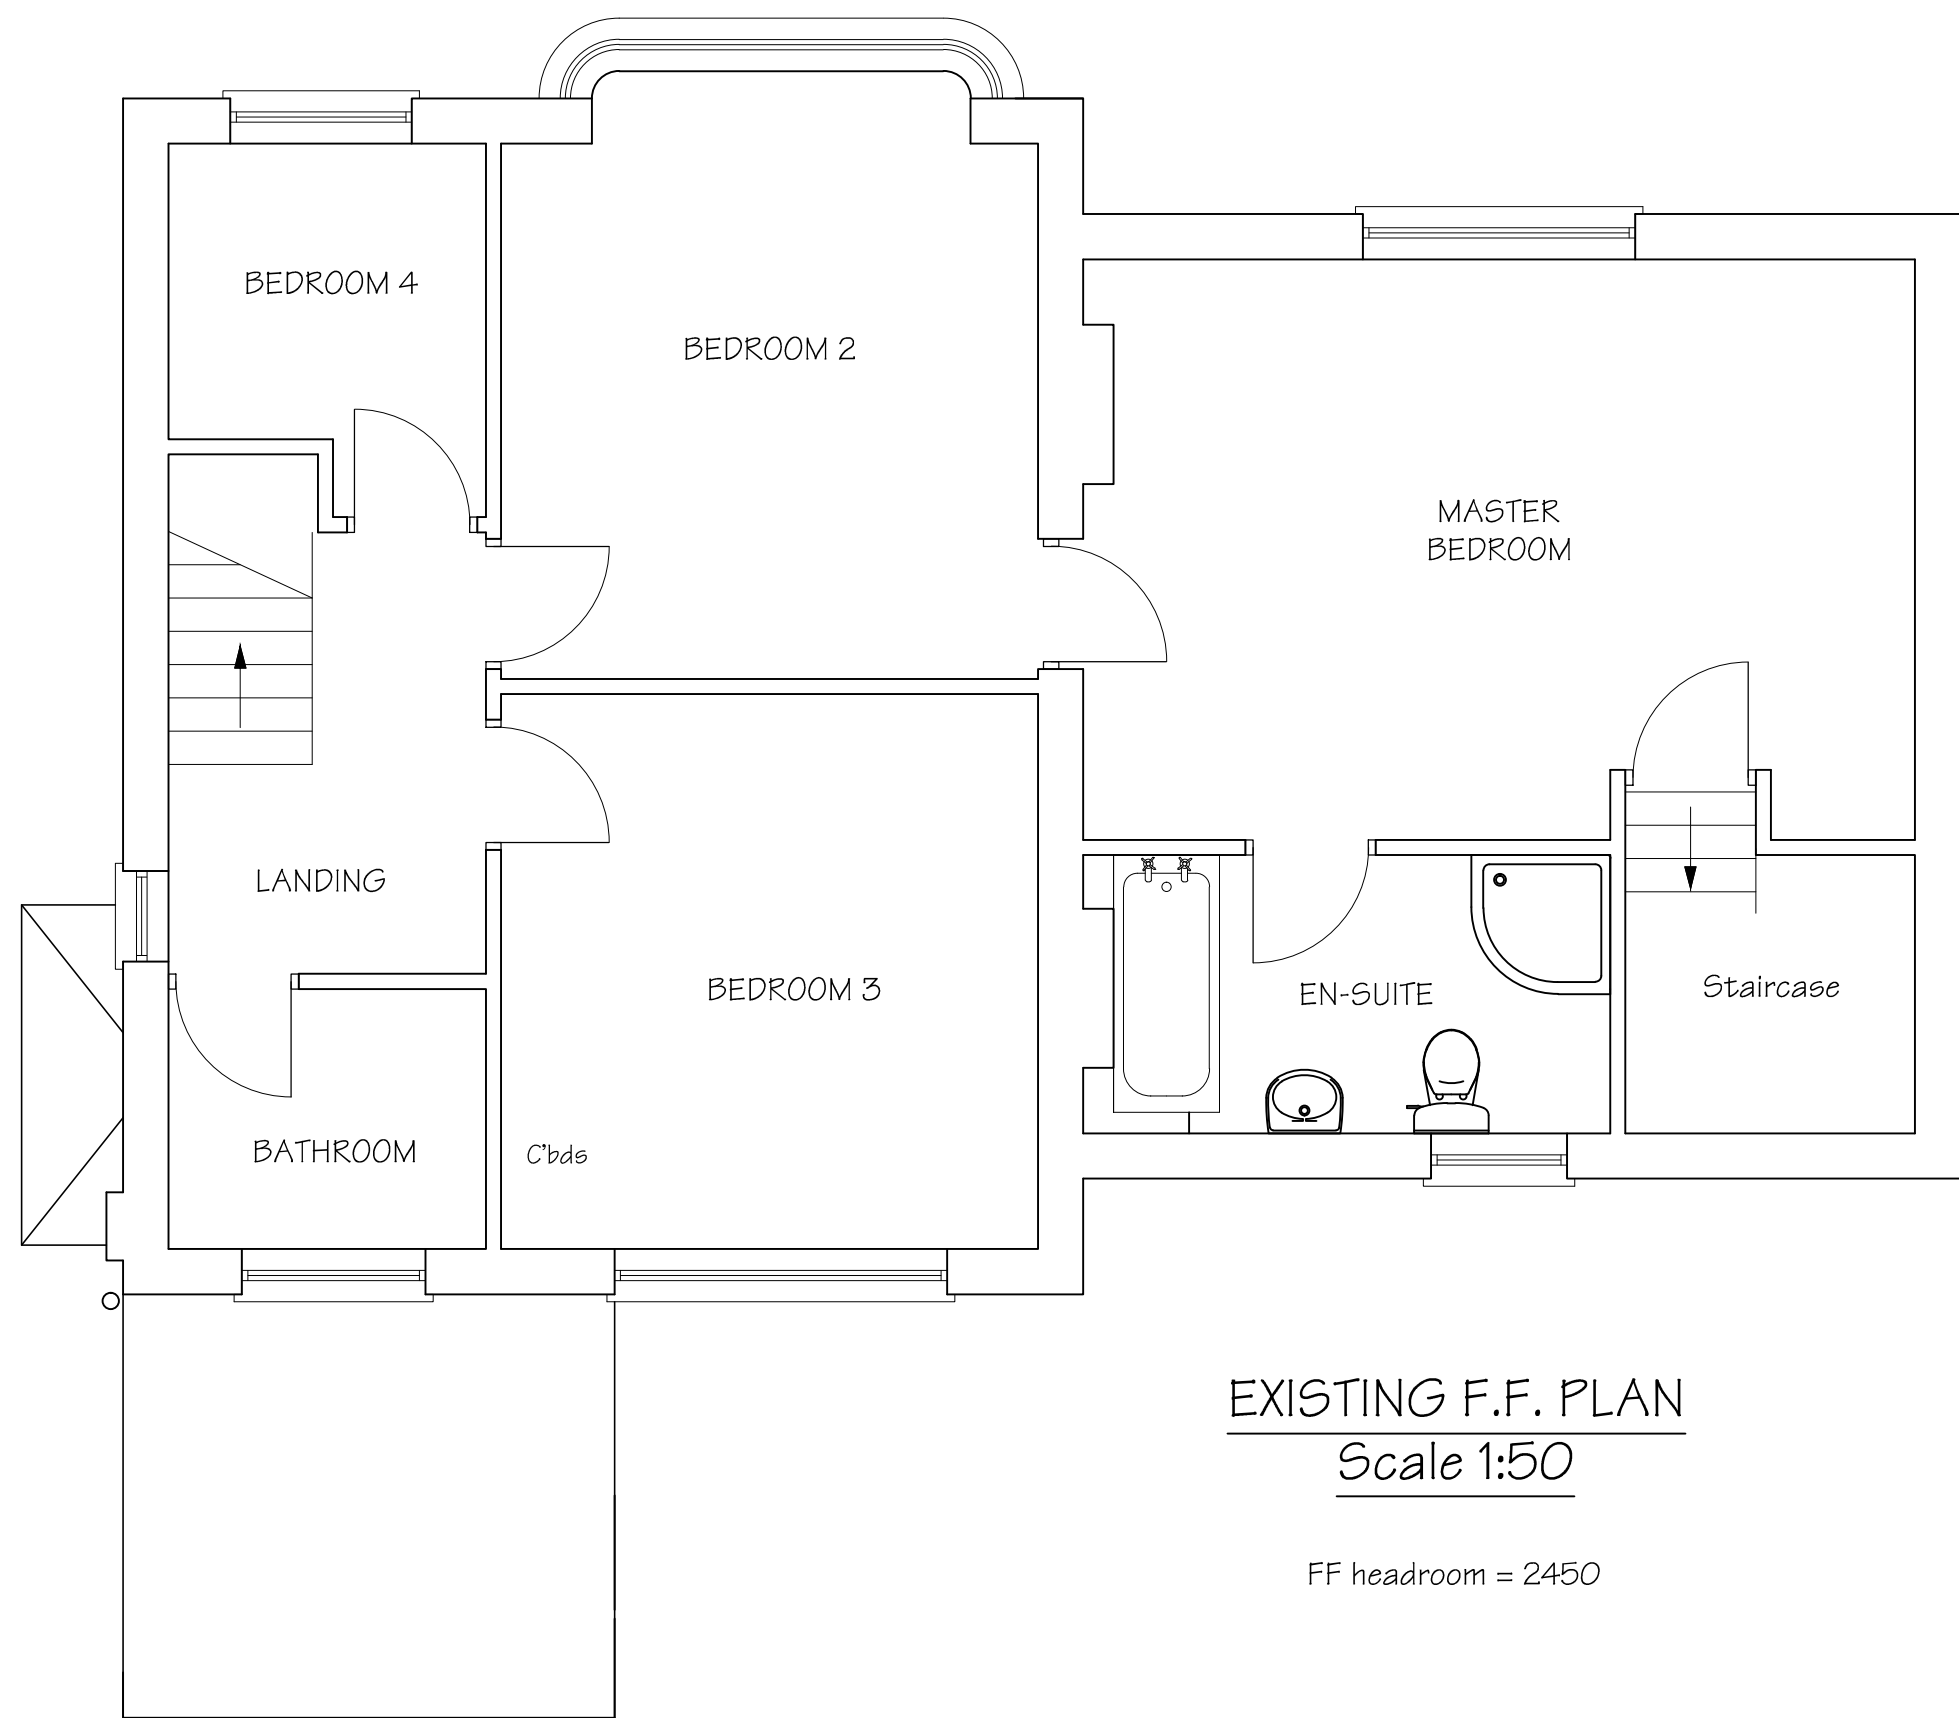 BEDROOM 4
BEDROOM 2
MASTER
BEDROOM
LANDING
BEDROOM 3
EN-SUITE
Staircase
BATHROOM
C'bds
EXISTING F.F. PLAN
Scale 1:50
FF headroom = 2450